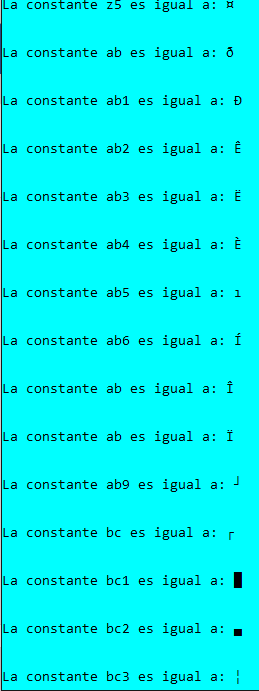 La constante z5 es igual a: ¤
La constante ab es igual a: ð
La constante ab1 es igual a: Ð
La constante ab2 es igual a: Ê
La constante ab3 es igual a: Ë
La constante ab4 es igual a: È
La constante ab5 es igual a: ı
La constante ab6 es igual a: Í
La constante ab es igual a: Î
La constante ab es igual a: Ï
La constante ab9 es igual a: ┘
La constante bc es igual a: ┌
La constante bc1 es igual a: █
La constante bc2 es igual a: ▄
La constante bc3 es igual a: ¦